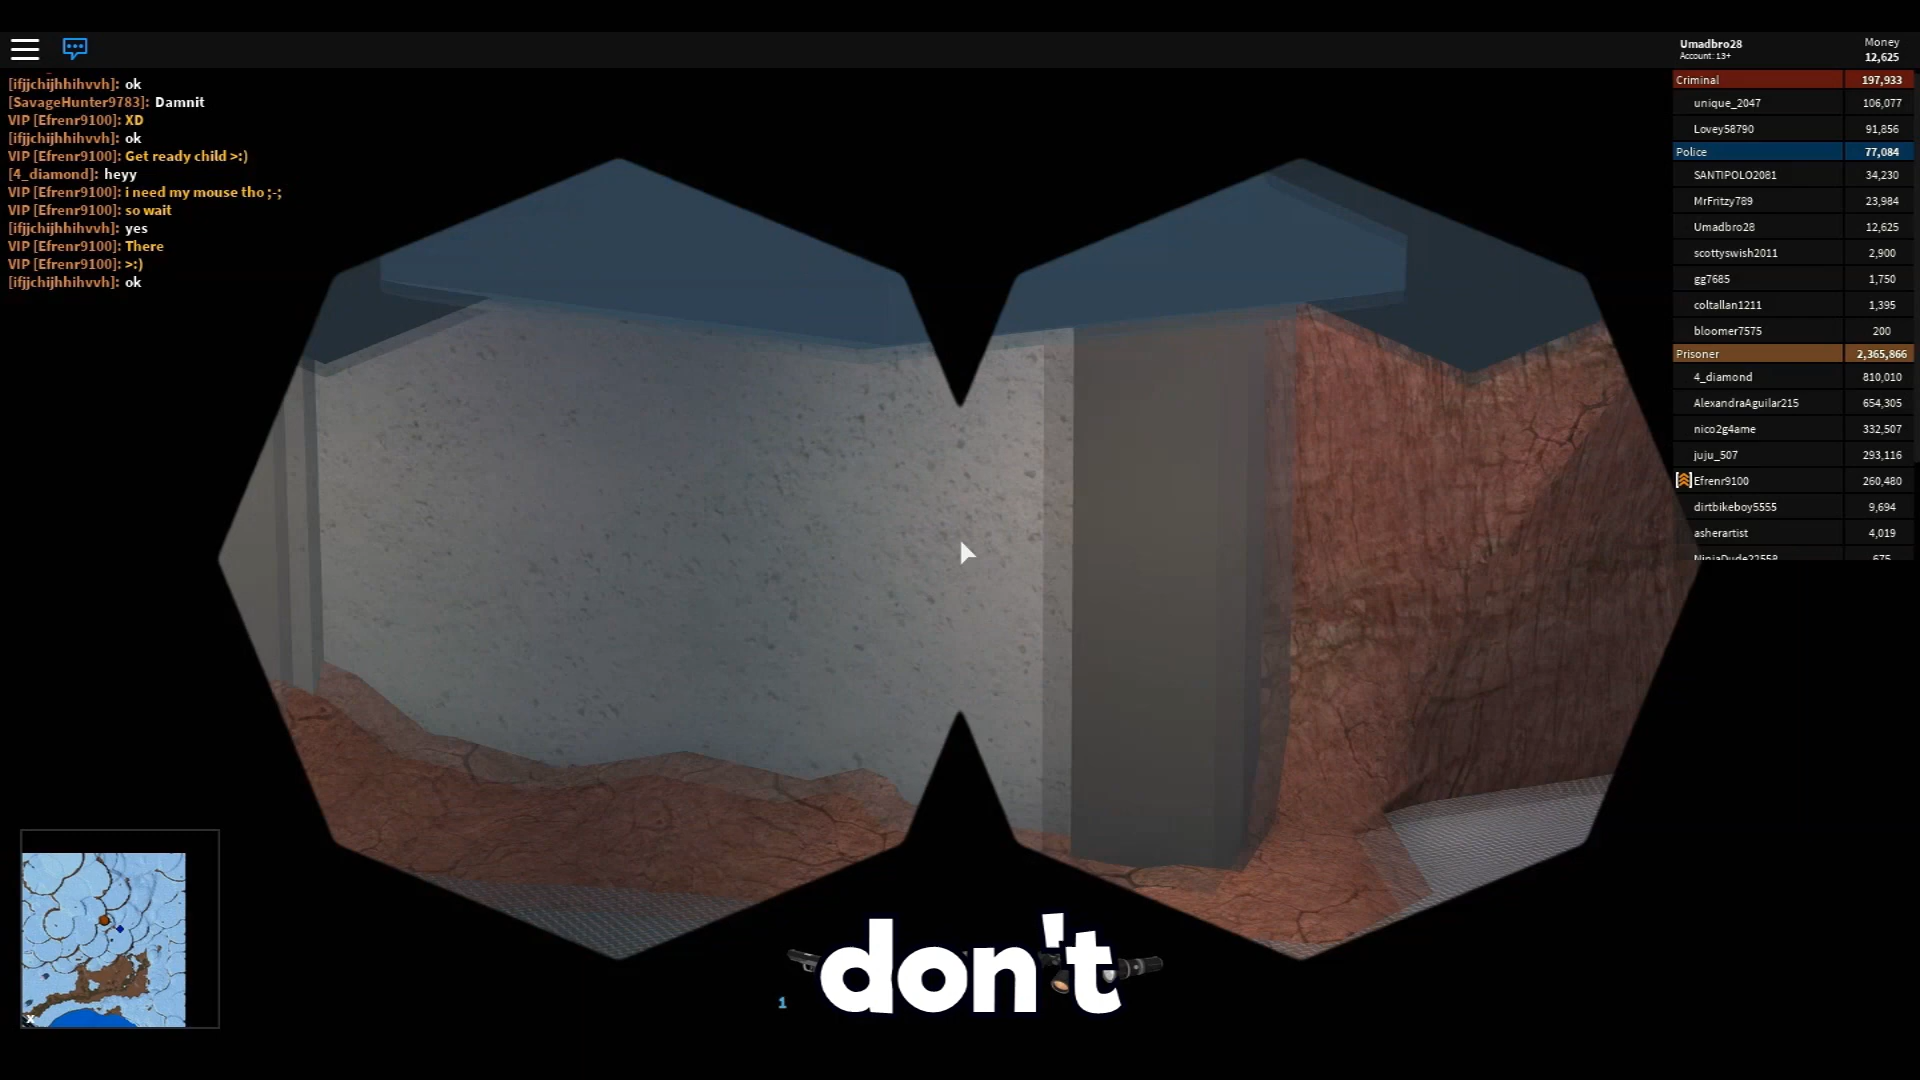 [ifjjchijhhihvvh]: ok
[SavageHunter9783]: Damnit
VIP [Efrenr9100]: XD
[ifjjchijhhihvvh]: ok
VIP [Efrenr9100]: Get ready child >:)
[4_diamond]: heyy
VIP [Efrenr9100]: i need my mouse tho ;-;
VIP [Efrenr9100]: so wait
[ifjjchijhhihvvh]: yes
VIP [Efrenr9100]: There
VIP [Efrenr9100]: >:)
[ifjjchijhhihvvh]: ok
Umadbro28 Money
Account: 13+ 12,625
Criminal 197,933
unique_2047 106,077
Lovey58790 91,856
Police 77,084
SANTIPOLO2081 34,230
MrFritzy789 23,984
Umadbro28 12,625
scottyswish2011 2,900
gg7685 1,750
coltallan1211 1,395
bloomer7575 200
Prisoner 2,365,866
4_diamond 810,010
AlexandraAguilar215 654,305
nico2g4ame 332,507
juju_507 293,116
Efrenr9100 260,480
dirtbikeboy5555 9,694
asherartist 4,019
don't
1
X